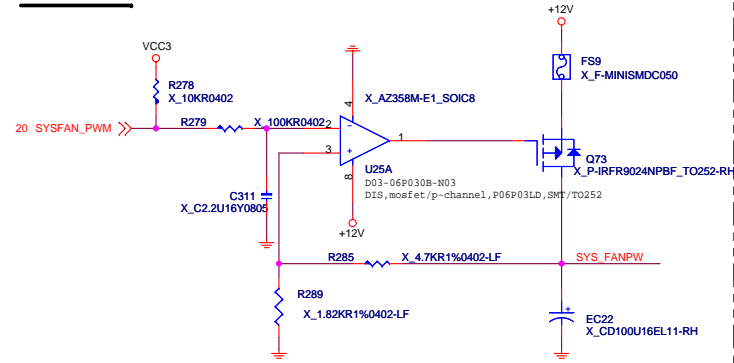 +12V
VCC3
FS9
X_F-MINISMDC050
R278
X_10KR0402
X_AZ358M-E1_SOIC8
4
20 SYSFAN_PWM
R279
X_100KR0402
2
-
1
3
+
U25A
8
Q73
X_P-IRFR9024NPBF_TO252-RH
D03-06P030B-N03
DIS,mosfet/p-channel,P06P03LD,SMT/TO252
C311
X_C2.2U16Y0805
+12V
R285
X_4.7KR1%0402-LF
SYS_FANPW
R289
X_1.82KR1%0402-LF
+
EC22
X_CD100U16EL11-RH